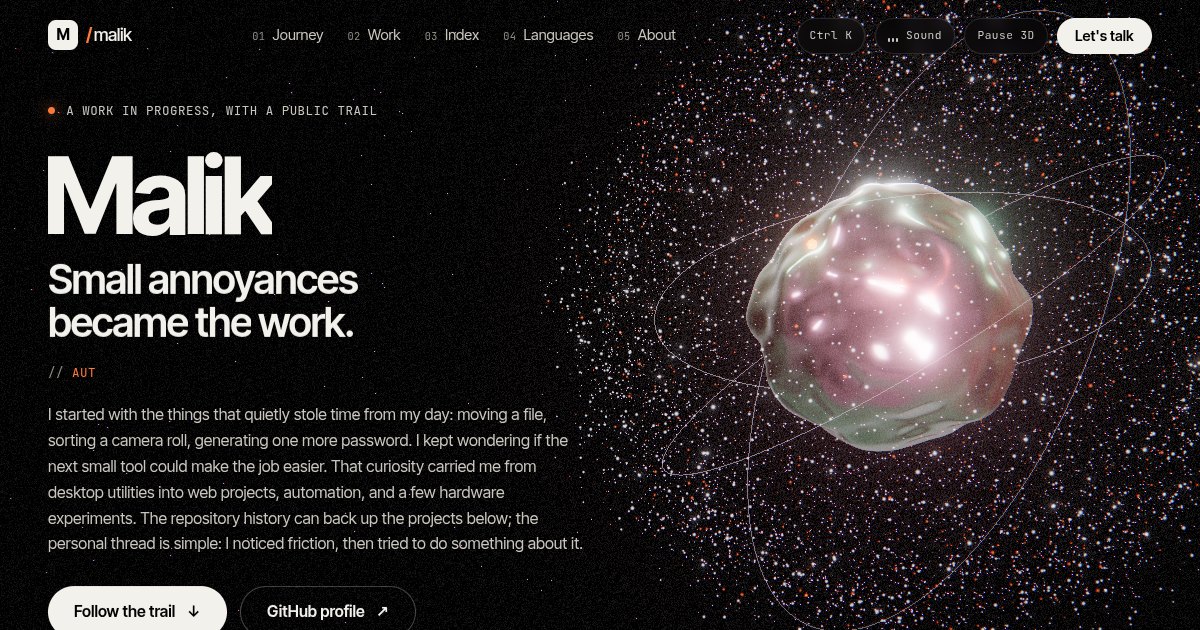 M /malik
01 Journey 02 Work 03 Index 04 Languages 05 About
Ctrl K Sound Pause 3D Let's talk
A WORK IN PROGRESS, WITH A PUBLIC TRAIL
Malik
Small annoyances
became the work.
// AUT
I started with the things that quietly stole time from my day: moving a file,
sorting a camera roll, generating one more password. I kept wondering if the
next small tool could make the job easier. That curiosity carried me from
desktop utilities into web projects, automation, and a few hardware
experiments. The repository history can back up the projects below; the
personal thread is simple: I noticed friction, then tried to do something about it.
Follow the trail ↓ GitHub profile ↗